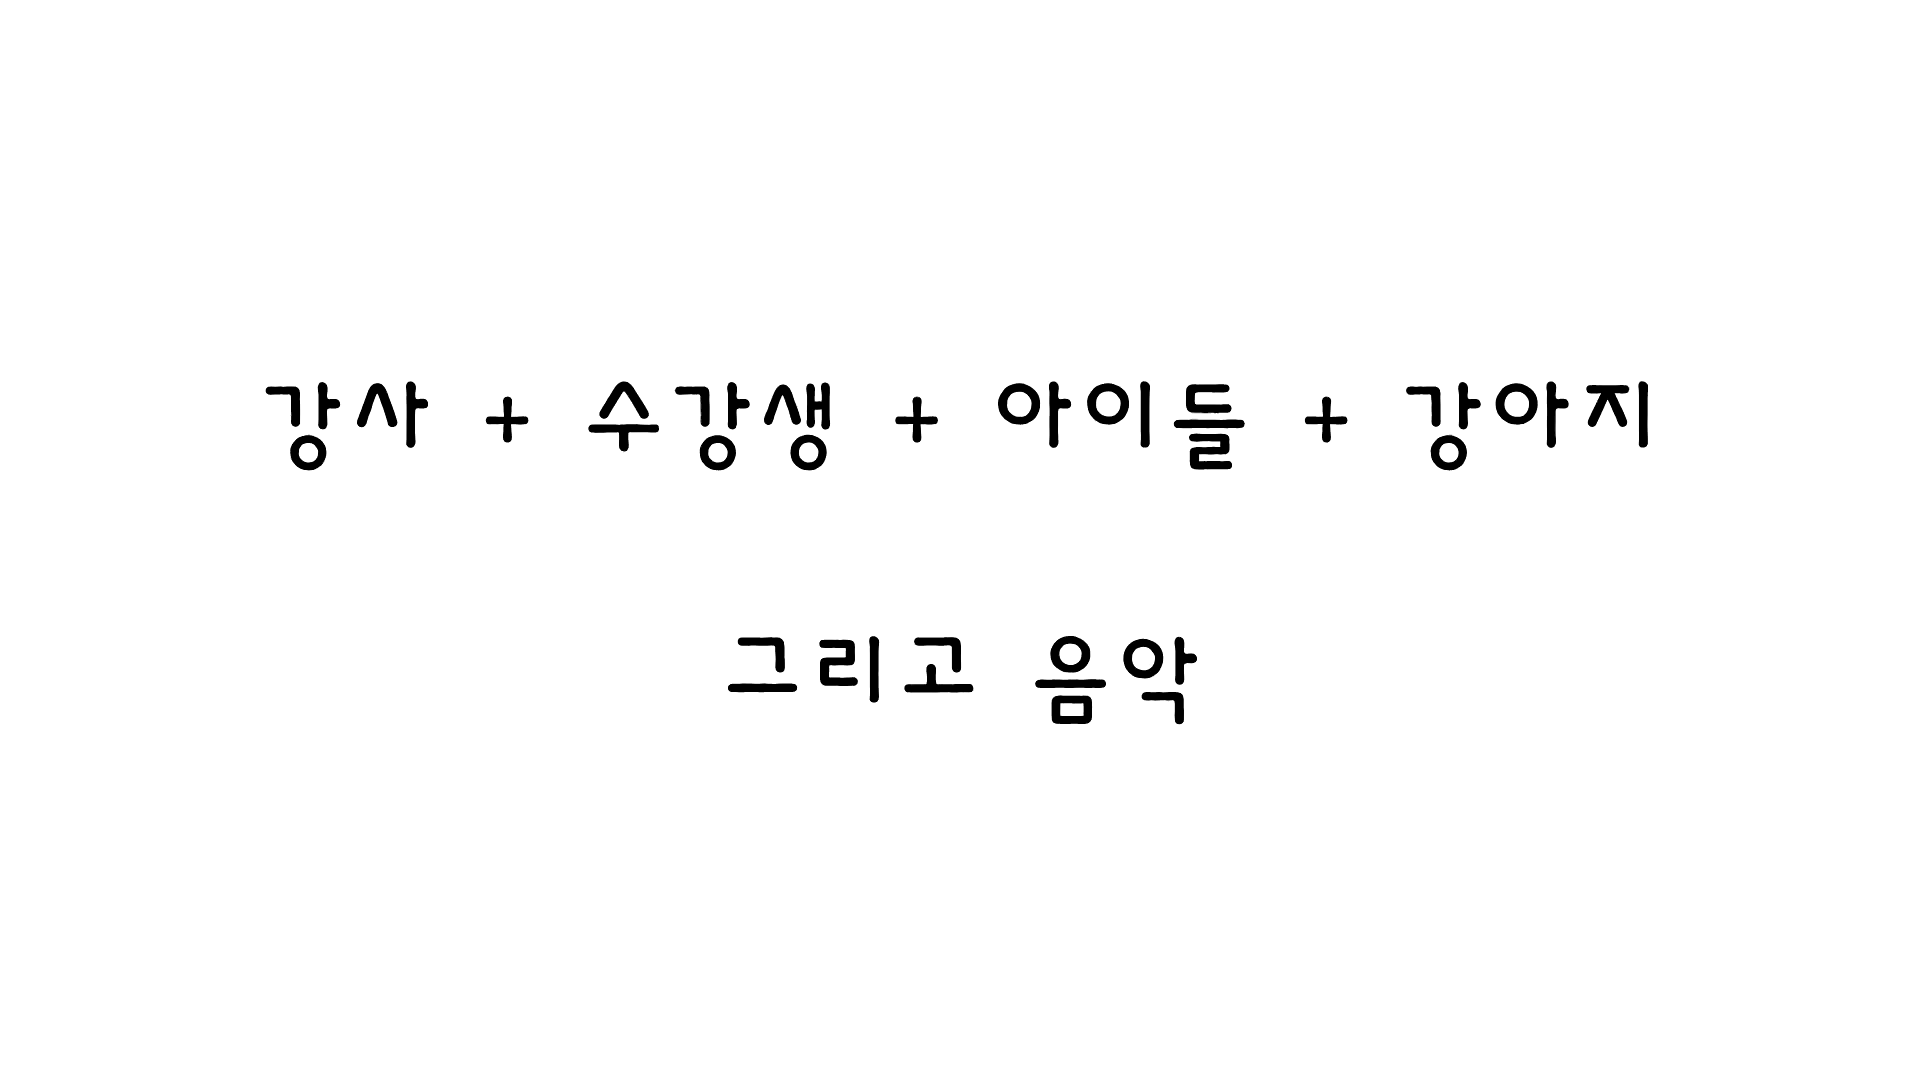 강사 + 수강생 + 아이들 + 강아지
그리고 음악